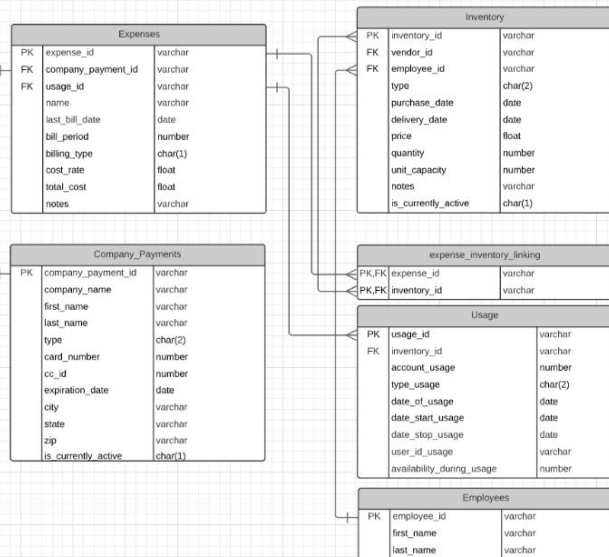 Expenses
PK expense_id varchar
FK company_payment_id varchar
FK usage_id varchar
name varchar
last_bill_date date
bill_period number
billing_type char(1)
cost_rate float
total_cost float
notes varchar
Company_Payments
PK company_payment_id varchar
company_name varchar
first_name varchar
last_name varchar
type char(2)
card_number number
cc_id number
expiration_date date
city varchar
state varchar
zip varchar
is_currently_active char(1)
Inventory
PK inventory_id varchar
FK vendor_id varchar
FK employee_id varchar
type char(2)
purchase_date date
delivery_date date
price float
quantity number
unit_capacity number
notes varchar
is_currently_active char(1)
expense_inventory_linking
PK,FK expense_id varchar
PK,FK inventory_id varchar
Usage
PK usage_id varchar
FK inventory_id varchar
account_usage number
type_usage char(2)
date_of_usage date
date_start_usage date
date_stop_usage date
user_id_usage varchar
availability_during_usage number
Employees
PK employee_id varchar
first_name varchar
last_name varchar